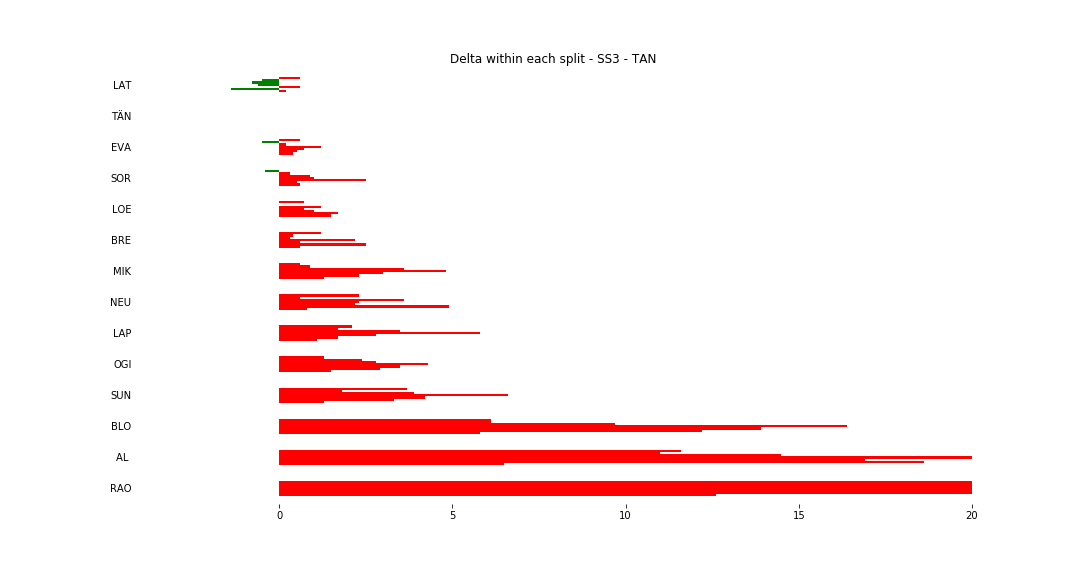 Delta within each split - SS3 - TAN
LAT
TÄN
EVA
SOR
LOE
BRE
MIK
NEU
LAP
OGI
SUN
BLO
AL
RAO
0 5 10 15 20